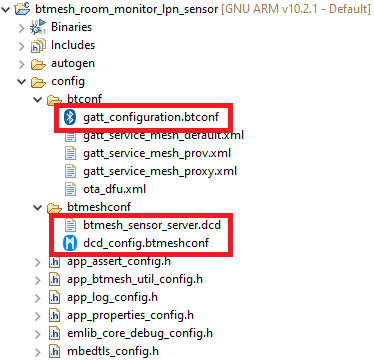 btmesh_room_monitor_lpn_sensor [GNU ARM v10.2.1 - Default]
Binaries
Includes
autogen
config
btconf
gatt_configuration.btconf
gatt_service_mesh_default.xml
gatt_service_mesh_prov.xml
gatt_service_mesh_proxy.xml
ota_dfu.xml
btmeshconf
btmesh_sensor_server.dcd
dcd_config.btmeshconf
app_assert_config.h
app_btmesh_util_config.h
app_log_config.h
app_properties_config.h
emlib_core_debug_config.h
mbedtls_config.h